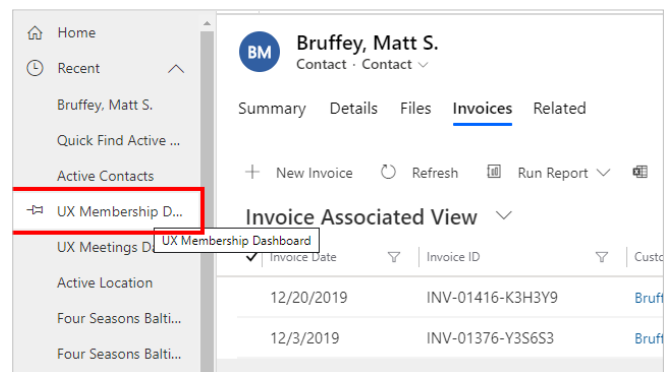 Home
Recent
Bruffey, Matt S.
Quick Find Active ...
Active Contacts
UX Membership D...
UX Meetings Da
UX Membership Dashboard
Active Location
Four Seasons Balti...
Four Seasons Balti...
BM
Bruffey, Matt S.
Contact · Contact
Summary Details Files Invoices Related
New Invoice Refresh Run Report
Invoice Associated View
Invoice Date Invoice ID Custo
12/20/2019 INV-01416-K3H3Y9 Bruff
12/3/2019 INV-01376-Y3S6S3 Bruff